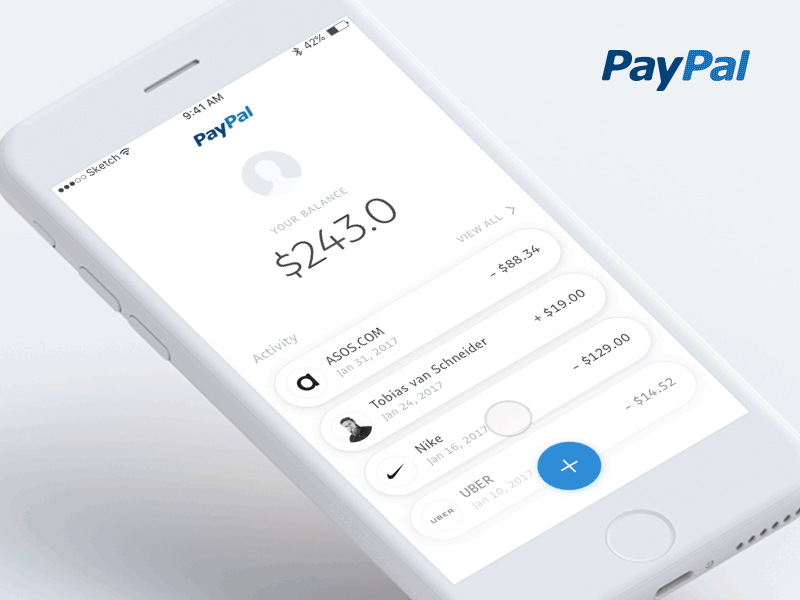 PayPal
Sketch
9:41 AM
42%
PayPal
YOUR BALANCE
$243.0
Activity
VIEW ALL
ASOS.COM
Jan 31, 2017
– $88.34
Tobias van Schneider
Jan 24, 2017
+ $19.00
Nike
Jan 16, 2017
– $129.00
UBER
UBER
Jan 10, 2017
– $14.52